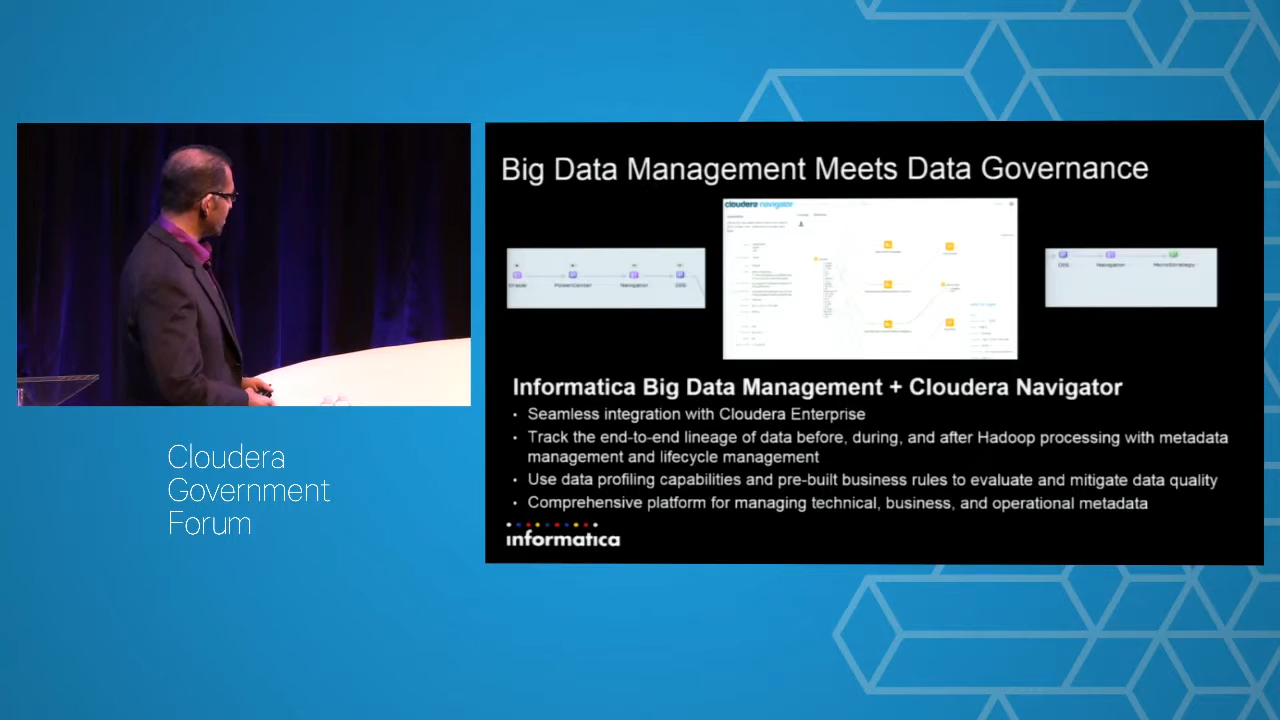 Big Data Management Meets Data Governance
cloudera navigator
PowerCenter
Navigator
Navigator
MicroStrategy
Informatica Big Data Management + Cloudera Navigator
• Seamless integration with Cloudera Enterprise
• Track the end-to-end lineage of data before, during, and after Hadoop processing with metadata
management and lifecycle management
• Use data profiling capabilities and pre-built business rules to evaluate and mitigate data quality
• Comprehensive platform for managing technical, business, and operational metadata
informatica
Cloudera
Government
Forum